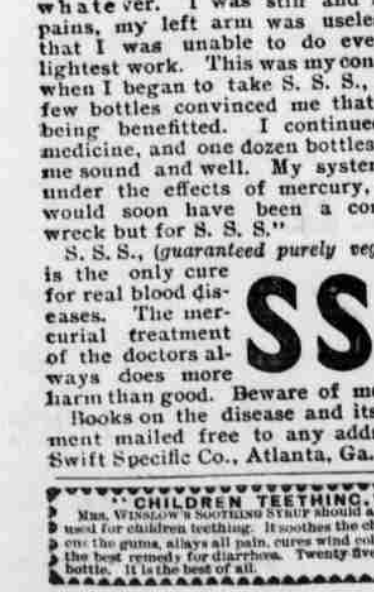 whatever. I was stiff and
pains, my left arm was usele
that I was unable to do eve
lightest work. This was my con
when I began to take S. S. S.,
few bottles convinced me that
being benefitted. I continued
medicine, and one dozen bottles
me sound and well. My system
under the effects of mercury,
would soon have been a co
wreck but for S. S. S."
S. S. S., (guaranteed purely veg
is the only cure
for real blood dis-
eases. The mer-
curial treatment
of the doctors al-
ways does more
harm than good. Beware of me
SS
Books on the disease and its
ment mailed free to any addr
Swift Specific Co., Atlanta, Ga.
"CHILDREN TEETHING,"
MRS. WINSLOW'S SOOTHING SYRUP should a
used for children teething. It soothes the ch
ens the gums, allays all pain, cures wind col
the best remedy for diarrhœa. Twenty five
bottle. It is the best of all.